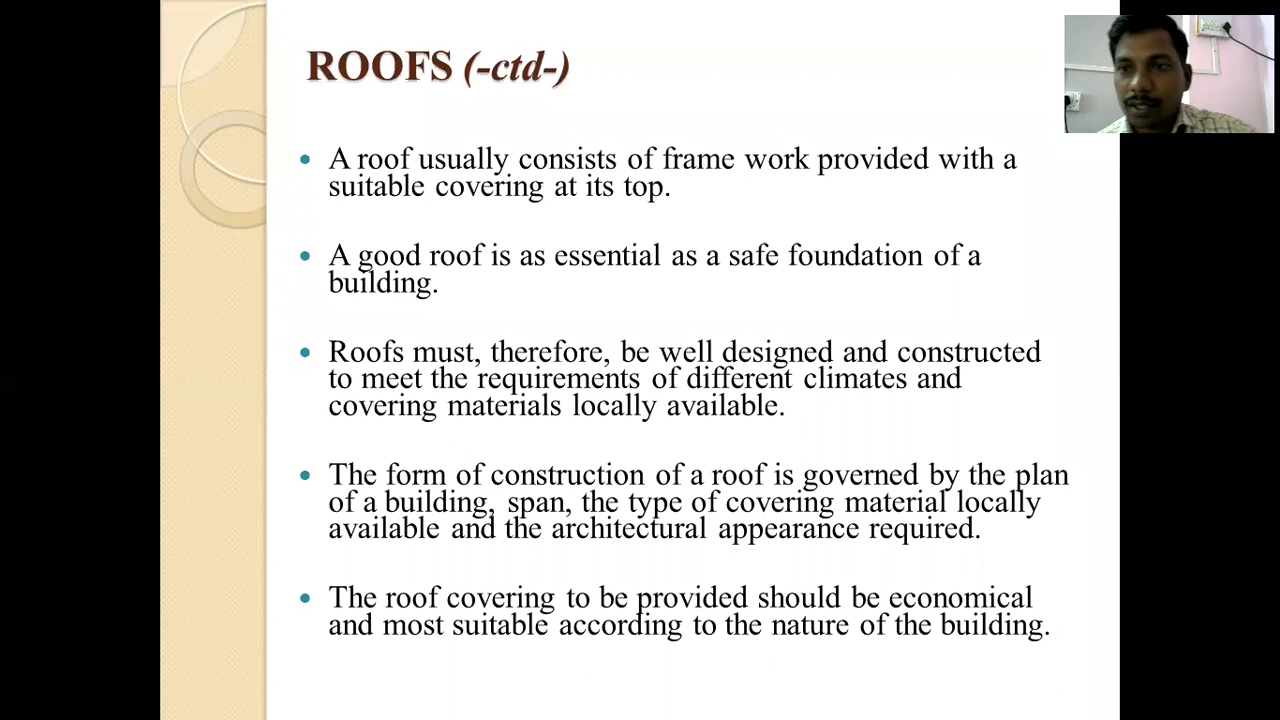 ROOFS (-ctd-)
• A roof usually consists of frame work provided with a
suitable covering at its top.
• A good roof is as essential as a safe foundation of a
building.
• Roofs must, therefore, be well designed and constructed
to meet the requirements of different climates and
covering materials locally available.
• The form of construction of a roof is governed by the plan
of a building, span, the type of covering material locally
available and the architectural appearance required.
• The roof covering to be provided should be economical
and most suitable according to the nature of the building.